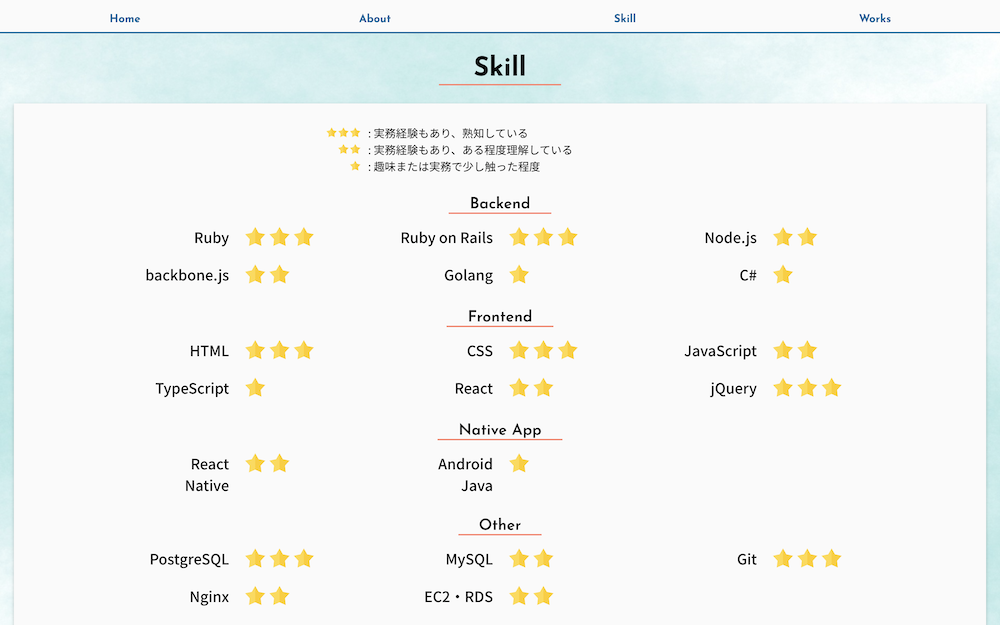 Home About Skill Works
Skill
⭐⭐⭐ : 実務経験もあり、熟知している
⭐⭐ : 実務経験もあり、ある程度理解している
⭐ : 趣味または実務で少し触った程度
Backend
Ruby ⭐⭐⭐ Ruby on Rails ⭐⭐⭐ Node.js ⭐⭐
backbone.js ⭐⭐ Golang ⭐ C# ⭐
Frontend
HTML ⭐⭐⭐ CSS ⭐⭐⭐ JavaScript ⭐⭐
TypeScript ⭐ React ⭐⭐ jQuery ⭐⭐⭐
Native App
React ⭐⭐ Android ⭐
Native Java
Other
PostgreSQL ⭐⭐⭐ MySQL ⭐⭐ Git ⭐⭐⭐
Nginx ⭐⭐ EC2・RDS ⭐⭐